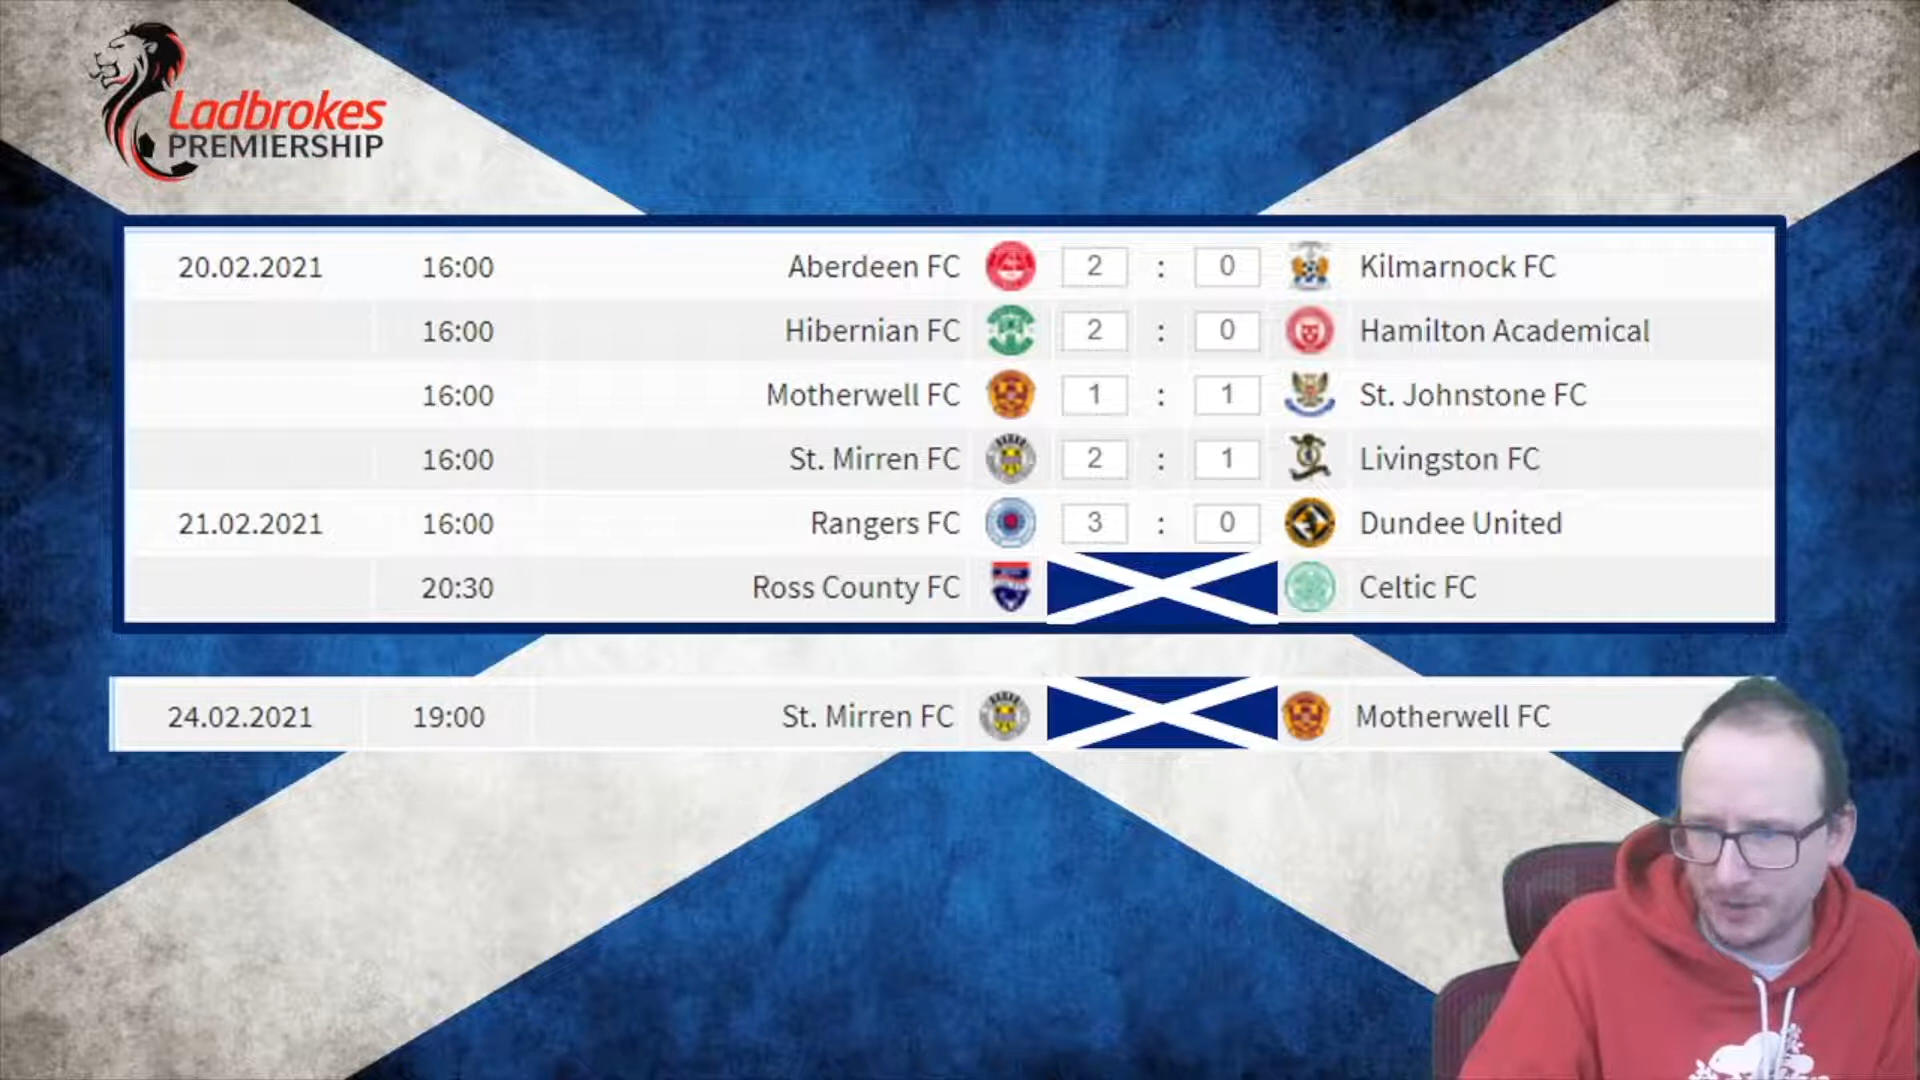 Ladbrokes
PREMIERSHIP
20.02.2021 16:00 Aberdeen FC 2 : 0 Kilmarnock FC
16:00 Hibernian FC 2 : 0 Hamilton Academical
16:00 Motherwell FC 1 : 1 St. Johnstone FC
16:00 St. Mirren FC 2 : 1 Livingston FC
21.02.2021 16:00 Rangers FC 3 : 0 Dundee United
20:30 Ross County FC Celtic FC
24.02.2021 19:00 St. Mirren FC Motherwell FC